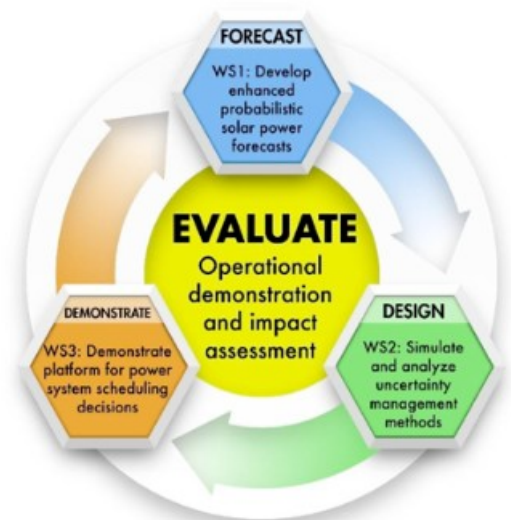 FORECAST
WS1: Develop
enhanced
probabilistic
solar power
forecasts
EVALUATE
Operational
demonstration
and impact
assessment
DEMONSTRATE
WS3: Demonstrate
platform for power
system scheduling
decisions
DESIGN
WS2: Simulate
and analyze
uncertainty
management
methods